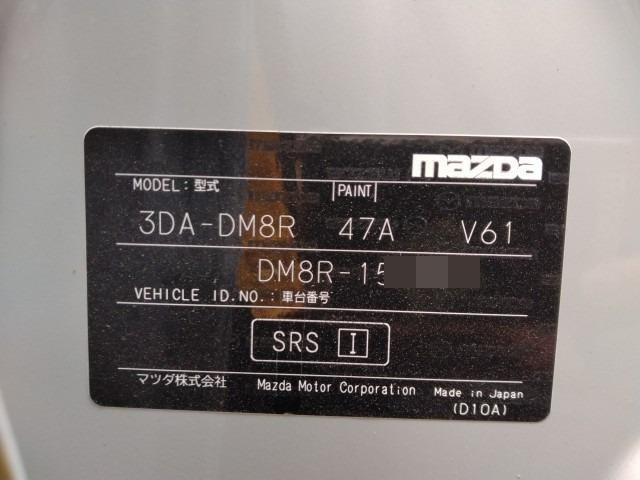 mazda
MODEL:型式 PAINT
3DA-DM8R 47A V61
DM8R-15
VEHICLE ID.NO.:車台番号
SRS I
マツダ株式会社 Mazda Motor Corporation Made in Japan
(D10A)